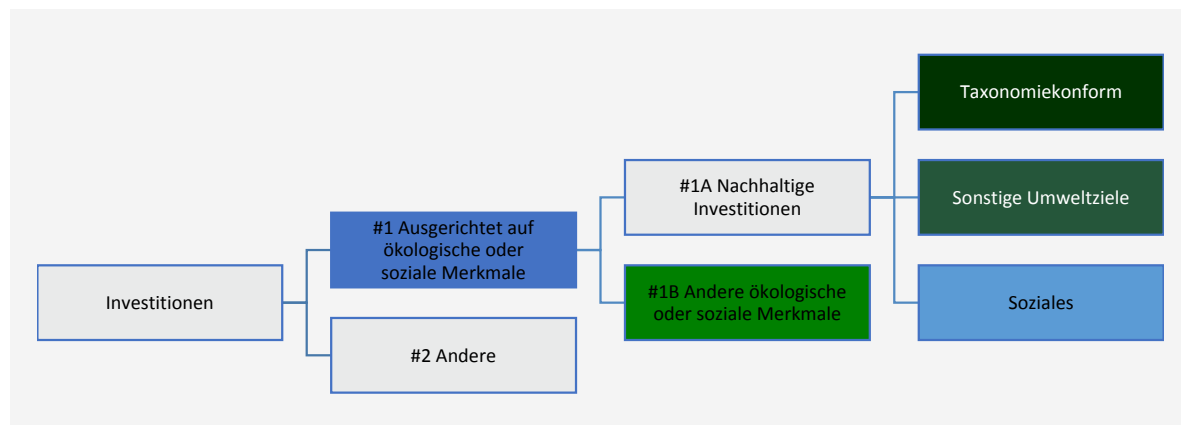 Investitionen
#1 Ausgerichtet auf
ökologische oder
soziale Merkmale
#2 Andere
#1A Nachhaltige
Investitionen
#1B Andere ökologische
oder soziale Merkmale
Taxonomiekonform
Sonstige Umweltziele
Soziales